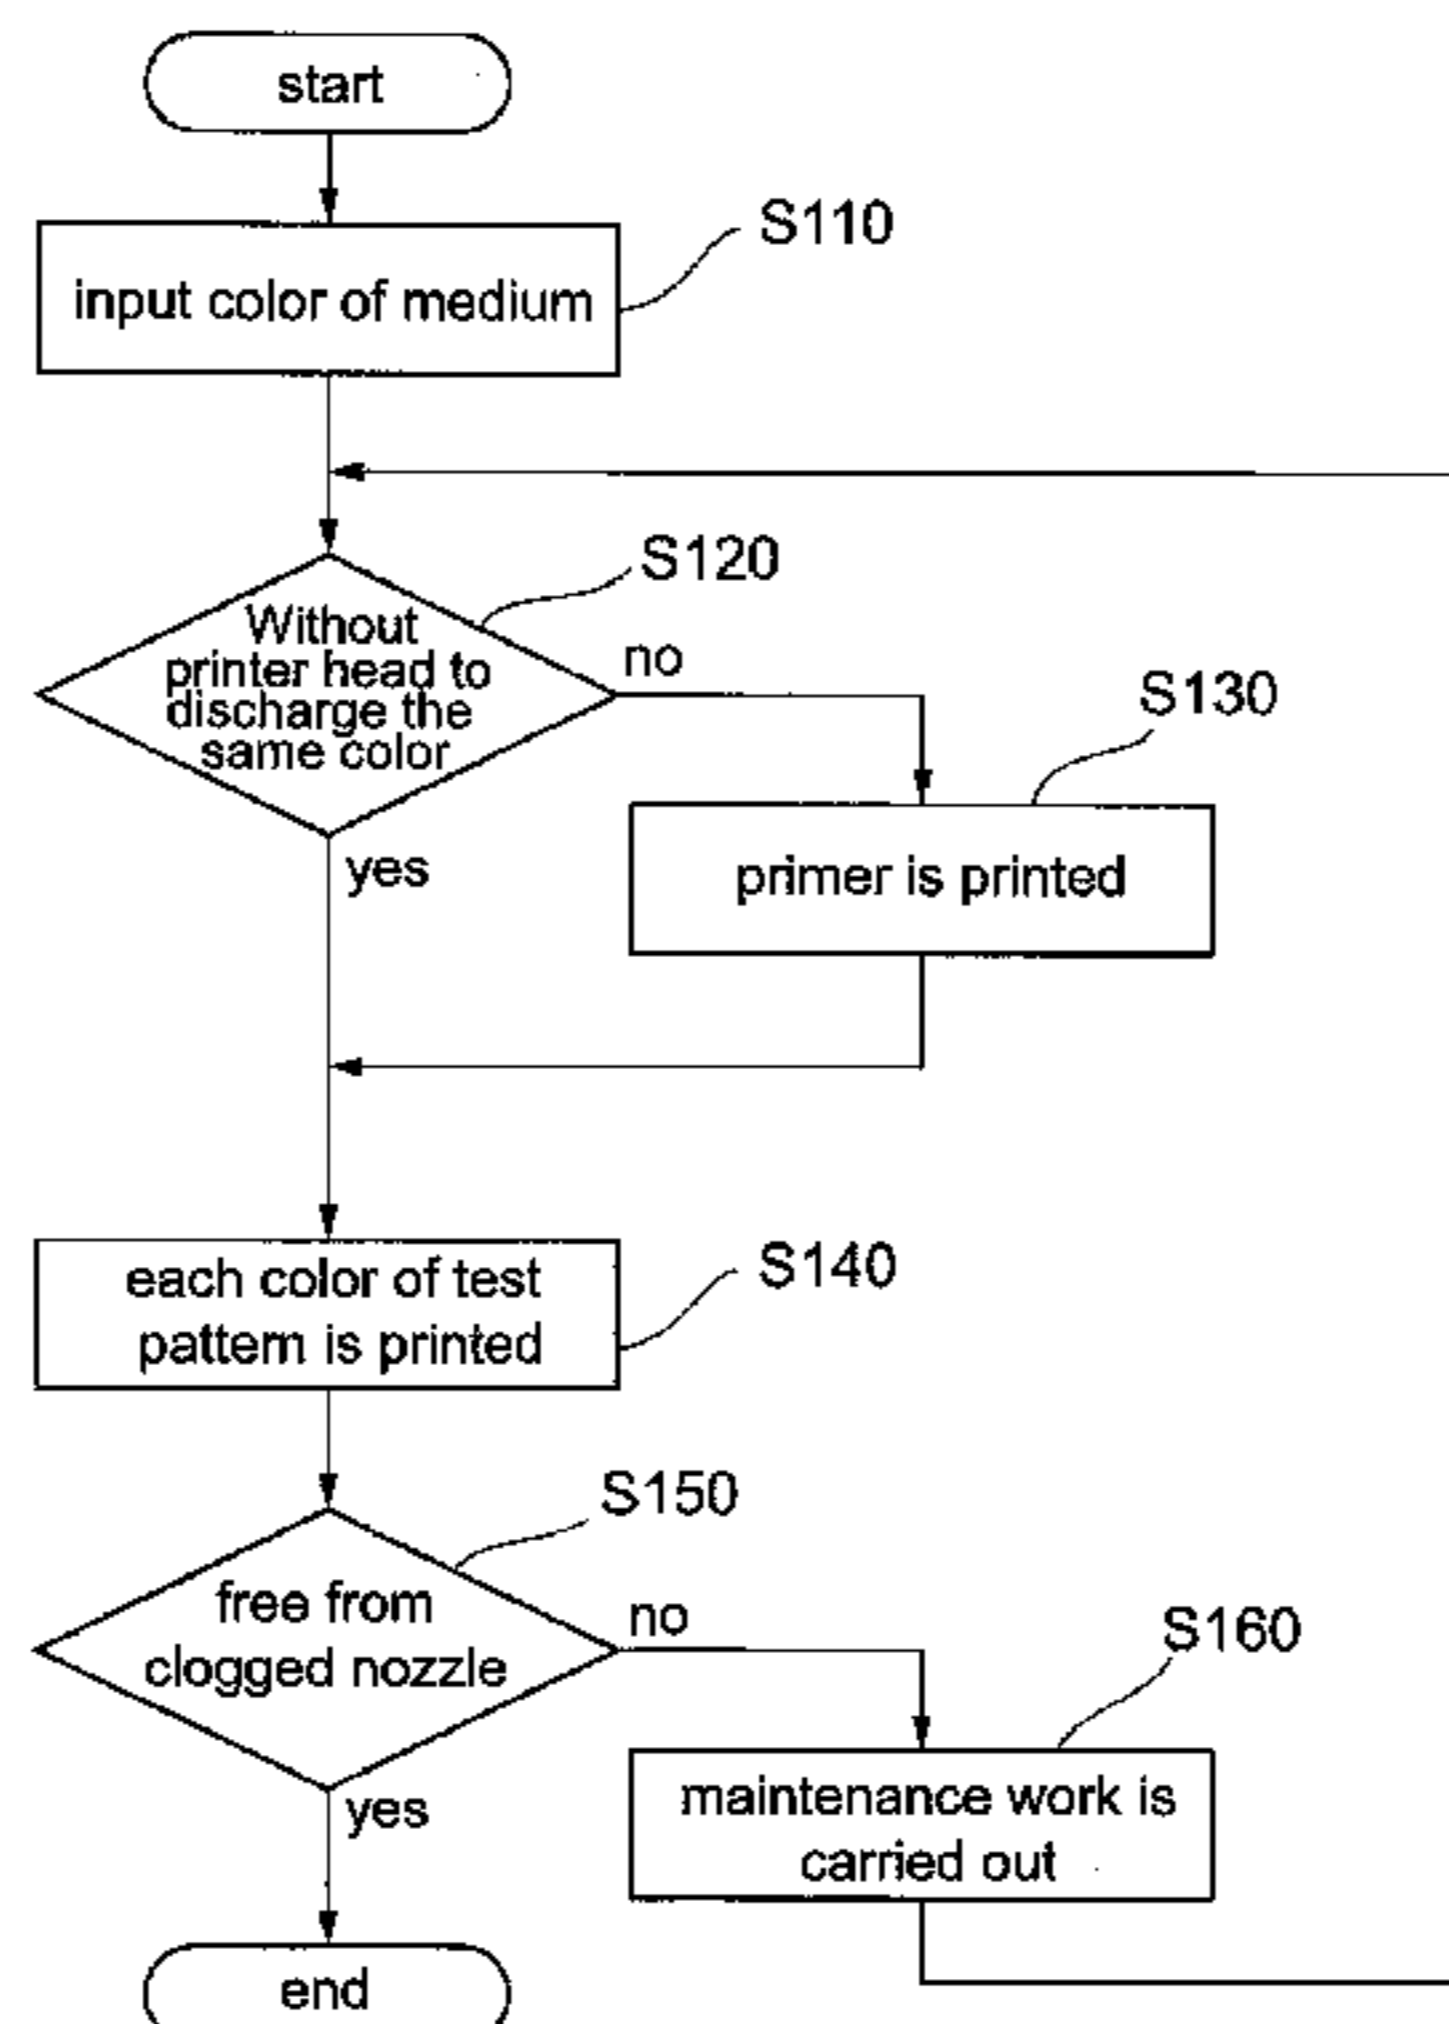 start
S110
input color of medium
S120
Without
printer head to
discharge the
same color
no
S130
yes
primer is printed
each color of test
pattern is printed
S140
S150
free from
clogged nozzle
no
S160
yes
maintenance work is
carried out
end